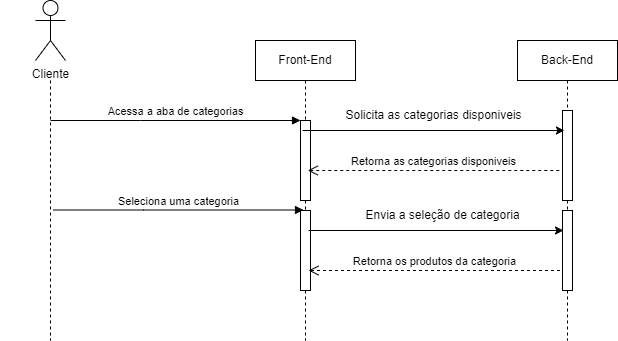 Front-End
Back-End
Cliente
Acessa a aba de categorias
Solicita as categorias disponiveis
Retorna as categorias disponiveis
Seleciona uma categoria
Envia a seleção de categoria
Retorna os produtos da categoria